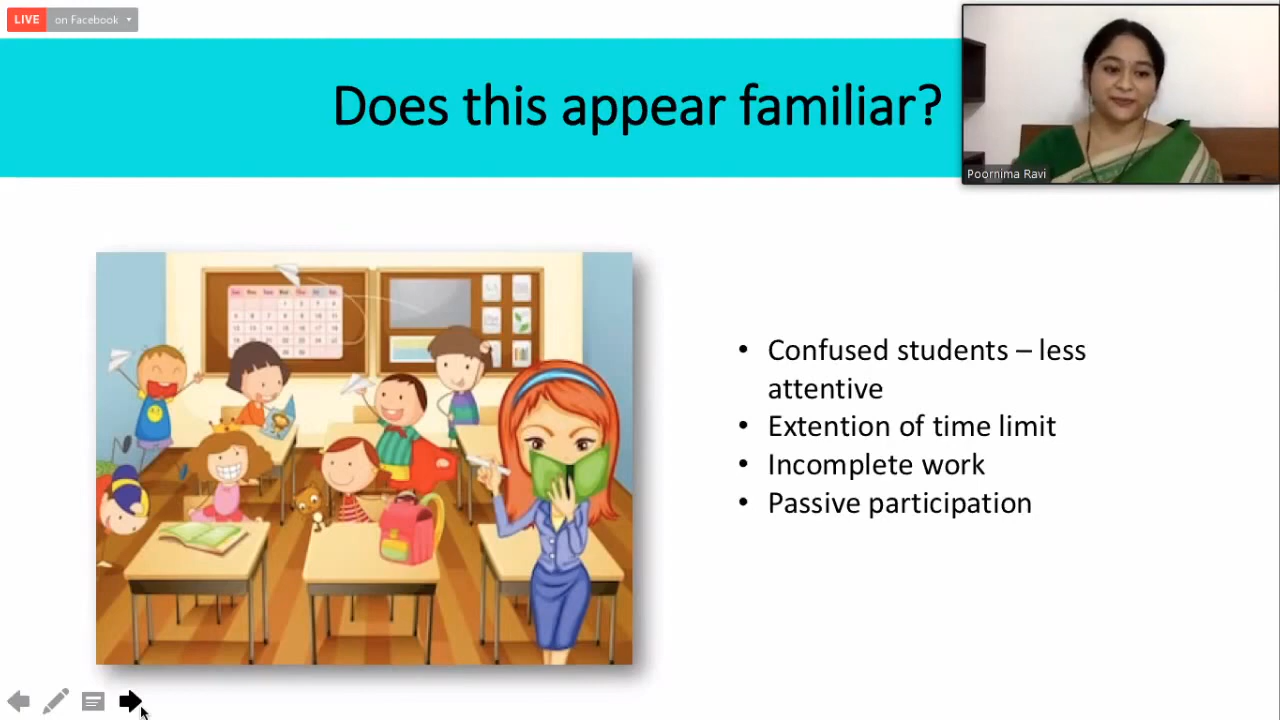 LIVE on Facebook
Does this appear familiar?
Poornima Ravi
• Confused students – less
attentive
• Extention of time limit
• Incomplete work
• Passive participation